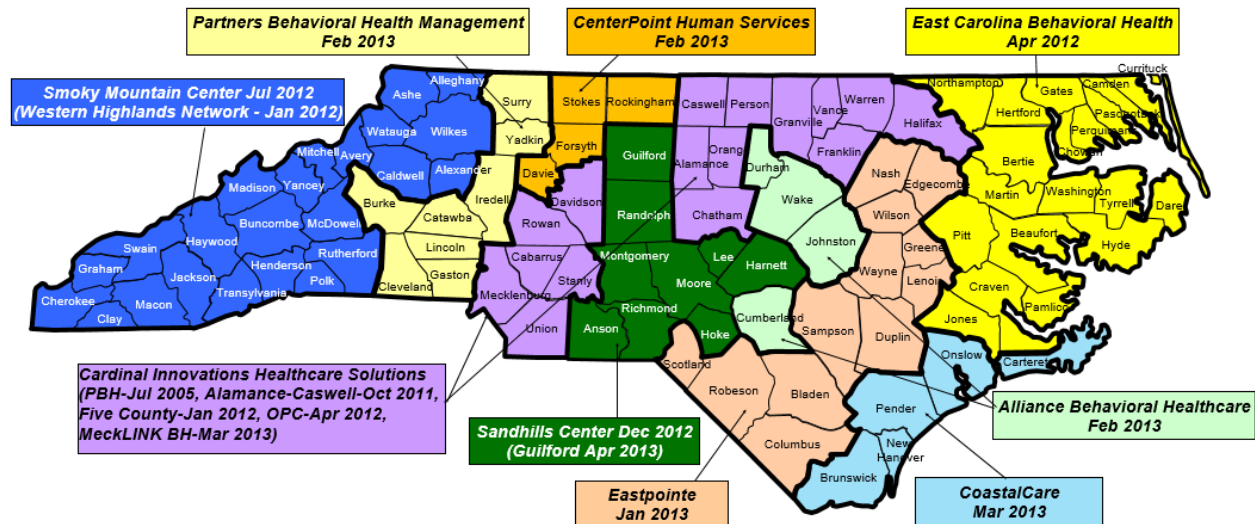 Partners Behavioral Health Management
Feb 2013
CenterPoint Human Services
Feb 2013
East Carolina Behavioral Health
Apr 2012
Smoky Mountain Center Jul 2012
(Western Highlands Network - Jan 2012)
Alleghany
Ashe
Watauga
Wilkes
Mitchell
Avery
Caldwell
Alexander
Madison
Yancey
Buncombe
McDowell
Swain
Haywood
Rutherford
Graham
Jackson
Henderson
Polk
Transylvania
Cherokee
Macon
Clay
Surry
Yadkin
Iredell
Burke
Catawba
Lincoln
Gaston
Cleveland
Stokes
Rockingham
Forsyth
Davie
Guilford
Randolph
Montgomery
Moore
Lee
Harnett
Richmond
Anson
Hoke
Davidson
Rowan
Cabarrus
Stanly
Mecklenburg
Union
Caswell
Person
Granville
Vance
Warren
Halifax
Franklin
Orang
Alamance
Chatham
Durham
Wake
Johnston
Cumberland
Nash
Edgecombe
Wilson
Greene
Wayne
Lenoi
Sampson
Duplin
Scotland
Robeson
Bladen
Columbus
Northampton
Hertford
Gates
Camden
Currituck
Pasquotank
Perquimans
Chowan
Bertie
Martin
Washington
Tyrrell
Dare
Pitt
Beaufort
Hyde
Craven
Pamlico
Jones
Onslow
Carteret
Pender
New
Hanover
Brunswick
Cardinal Innovations Healthcare Solutions
(PBH-Jul 2005, Alamance-Caswell-Oct 2011,
Five County-Jan 2012, OPC-Apr 2012,
MeckLINK BH-Mar 2013)
Sandhills Center Dec 2012
(Guilford Apr 2013)
Alliance Behavioral Healthcare
Feb 2013
Eastpointe
Jan 2013
CoastalCare
Mar 2013